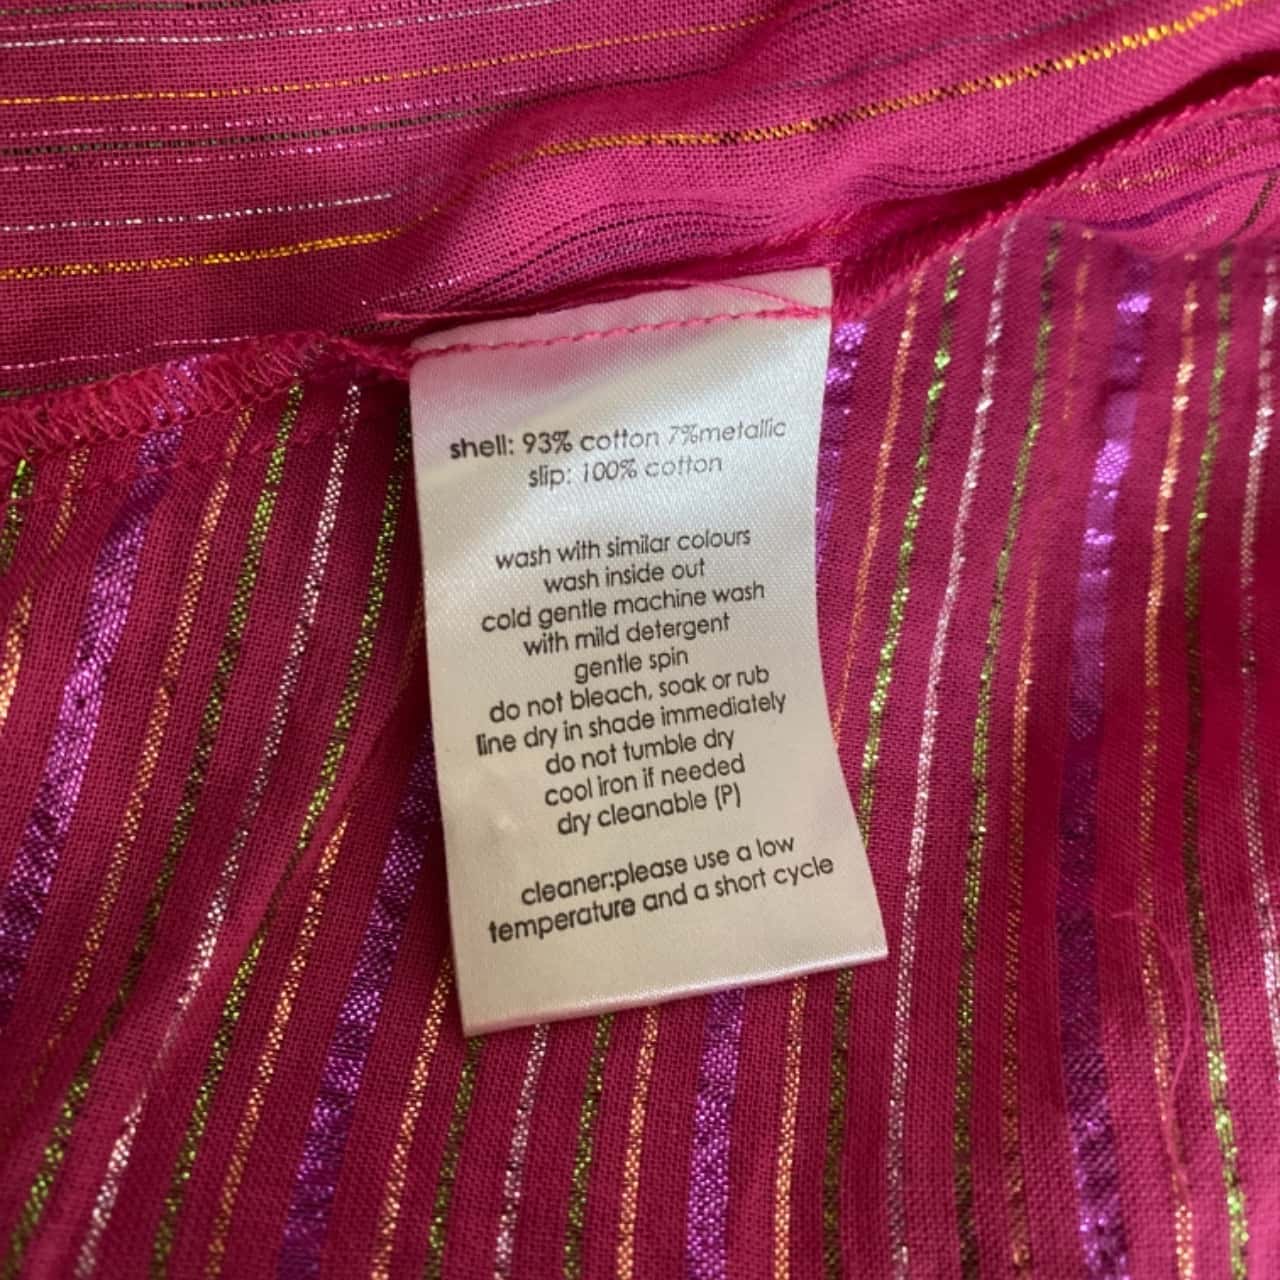 shell: 93% cotton 7%metallic
slip: 100% cotton
wash with similar colours
wash inside out
cold gentle machine wash
with mild detergent
gentle spin
do not bleach, soak or rub
line dry in shade immediately
do not tumble dry
cool iron if needed
dry cleanable (P)
cleaner:please use a low
temperature and a short cycle